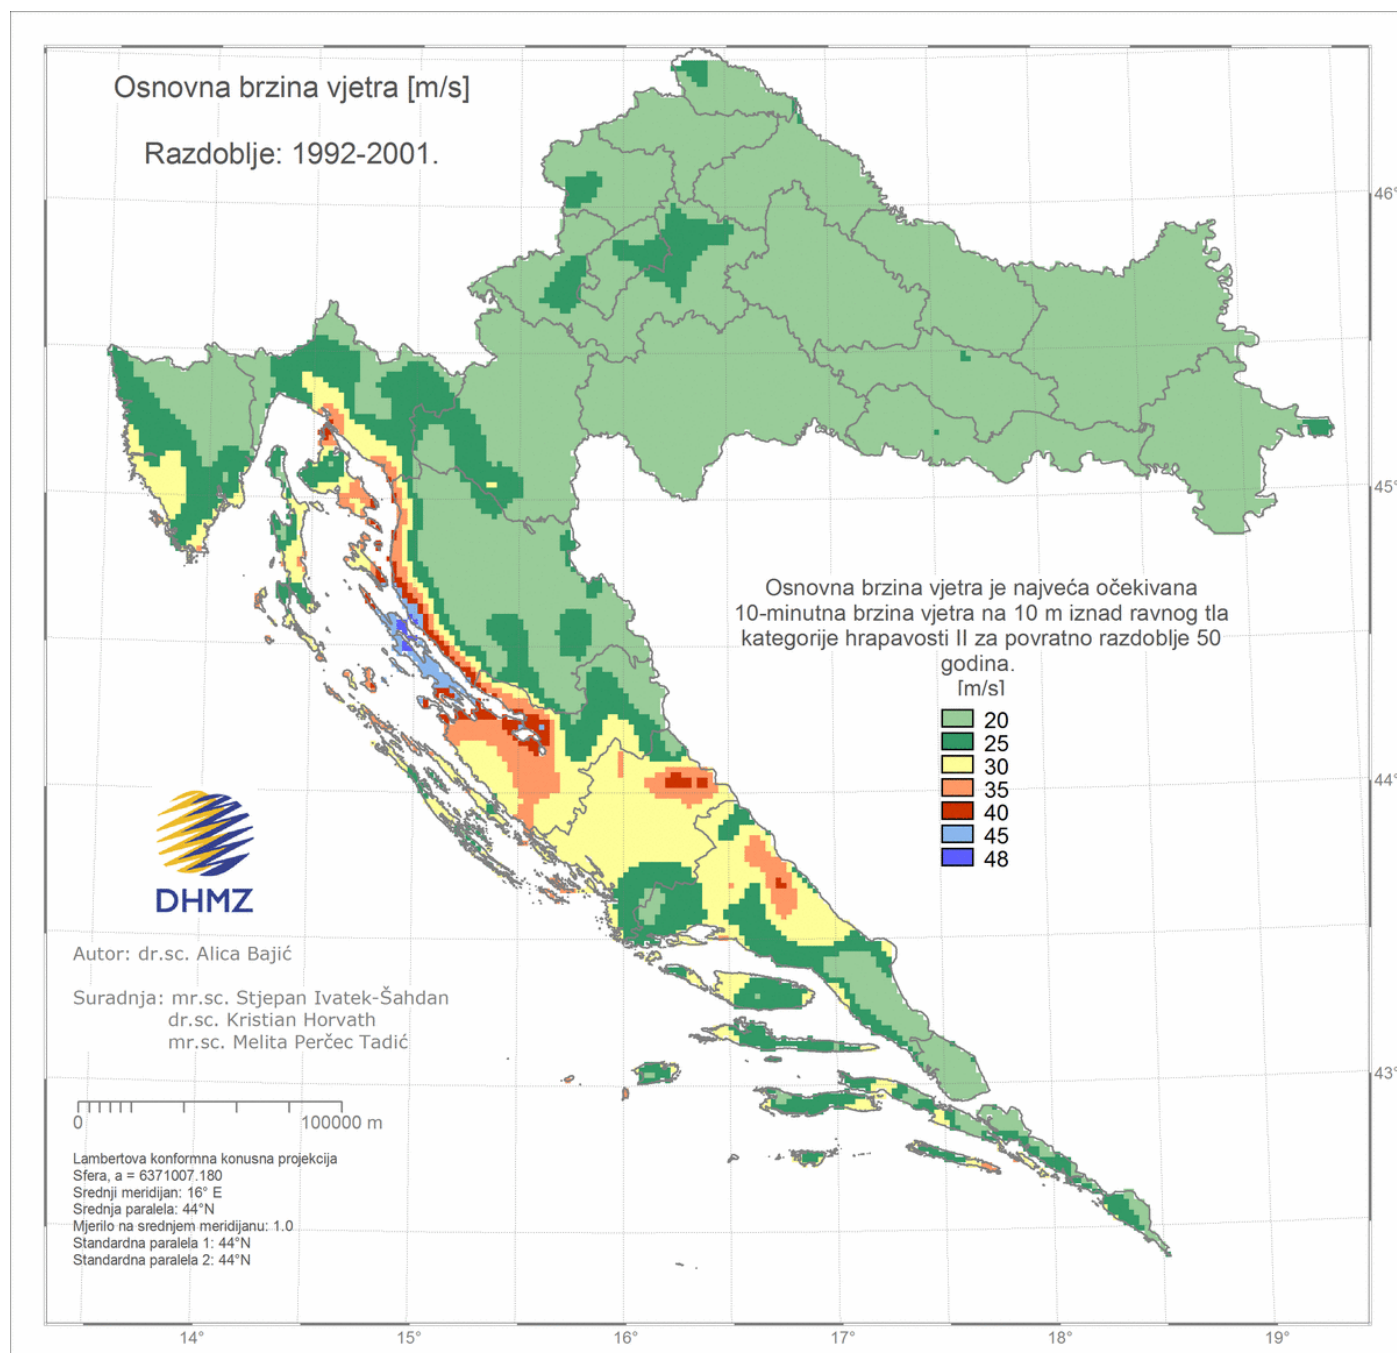 Osnovna brzina vjetra [m/s]
Razdoblje: 1992-2001.
46°
45°
Osnovna brzina vjetra je najveća očekivana
10-minutna brzina vjetra na 10 m iznad ravnog tla
kategorije hrapavosti II za povratno razdoblje 50
godina.
[m/s]
20
25
30
35
40
45
48
44°
DHMZ
Autor: dr.sc. Alica Bajić
Suradnja: mr.sc. Stjepan Ivatek-Šahdan
dr.sc. Kristian Horvath
mr.sc. Melita Perčec Tadić
43°
0 100000 m
Lambertova konformna konusna projekcija
Sfera, a = 6371007.180
Srednji meridijan: 16° E
Srednja paralela: 44°N
Mjerilo na srednjem meridijanu: 1.0
Standardna paralela 1: 44°N
Standardna paralela 2: 44°N
14° 15° 16° 17° 18° 19°